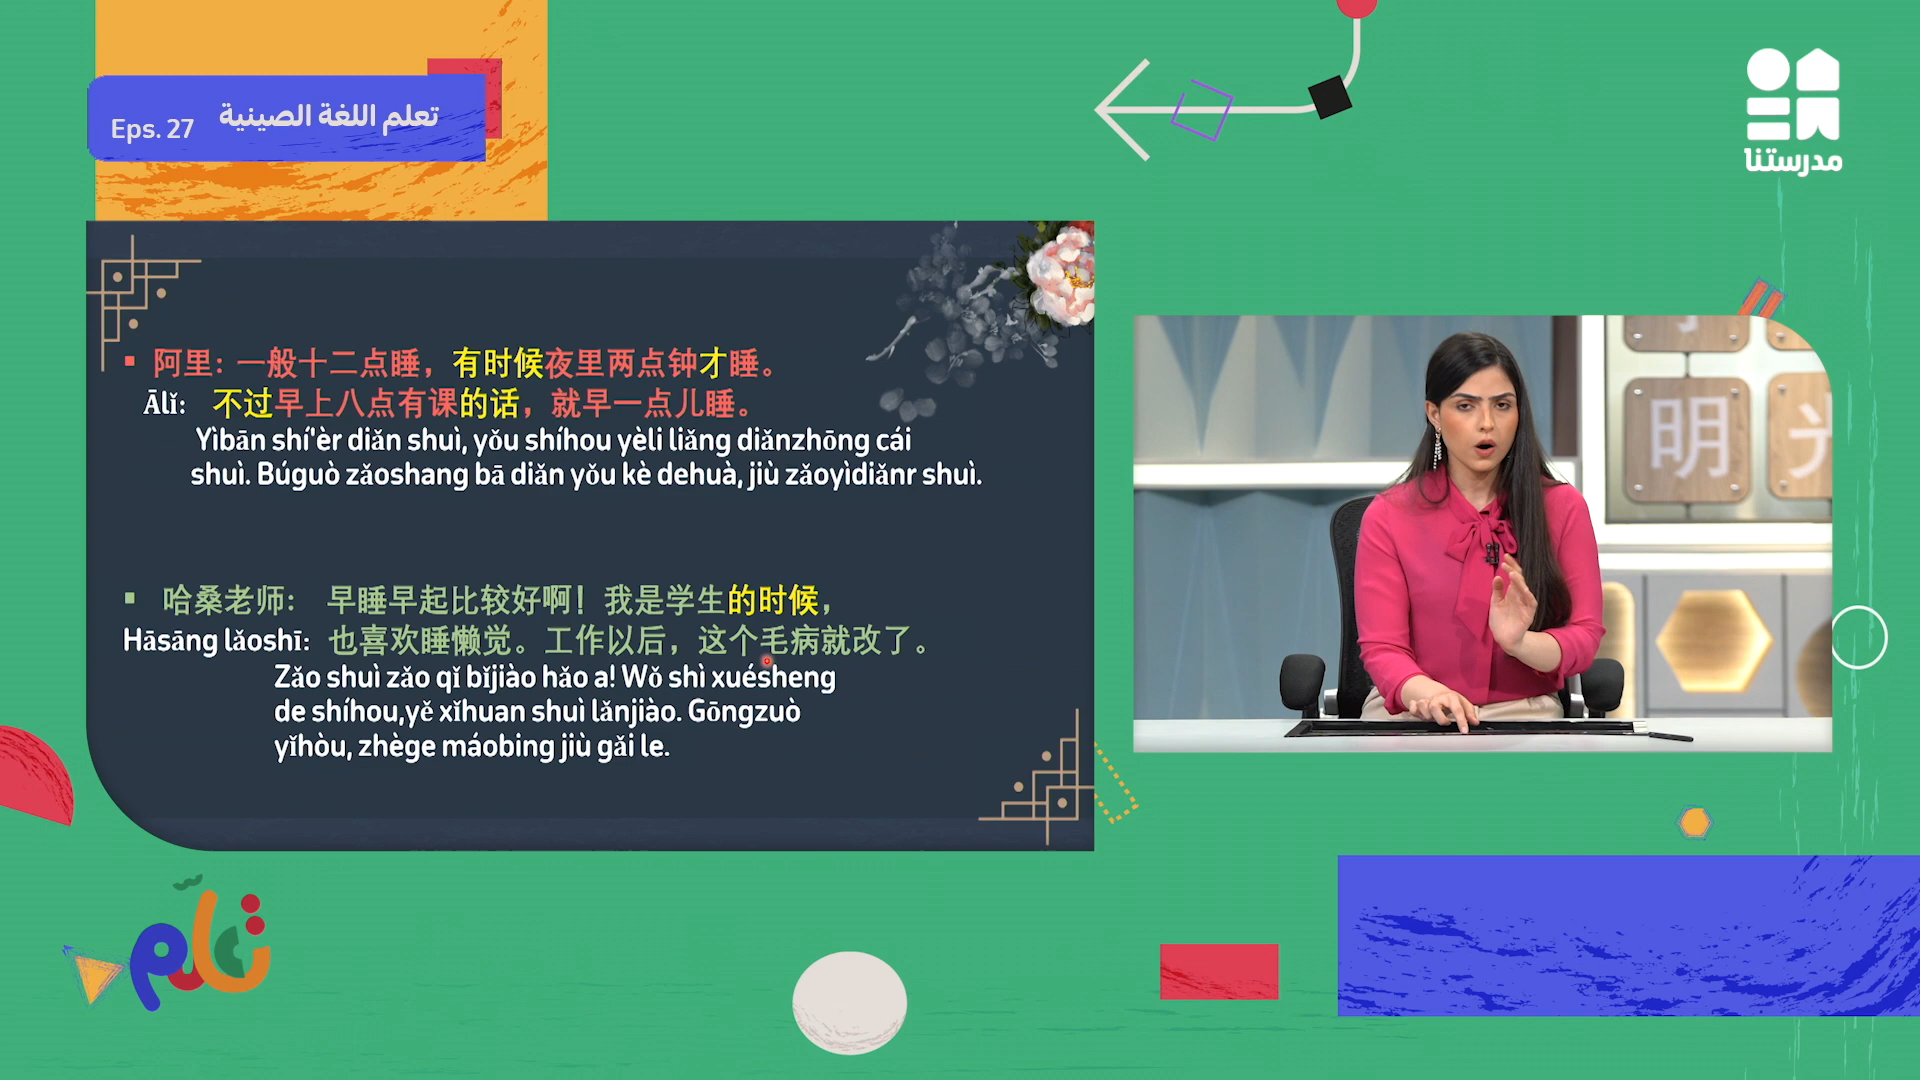 Eps. 27 تعلم اللغة الصينية
مدرستنا
阿里: 一般十二点睡，有时候夜里两点钟才睡。
Ālǐ: 不过早上八点有课的话，就早一点儿睡。
Yìbān shí'èr diǎn shuì, yǒu shíhou yèli liǎng diǎnzhōng cái
shuì. Búguò zǎoshang bā diǎn yǒu kè dehuà, jiù zǎoyìdiǎnr shuì.
哈桑老师: 早睡早起比较好啊！我是学生的时候，
Hāsāng lǎoshī: 也喜欢睡懒觉。工作以后，这个毛病就改了。
Zǎo shuì zǎo qǐ bǐjiào hǎo a! Wǒ shì xuésheng
de shíhou,yě xǐhuan shuì lǎnjiào. Gōngzuò
yǐhòu, zhège máobing jiù gǎi le.
明
نتعلم